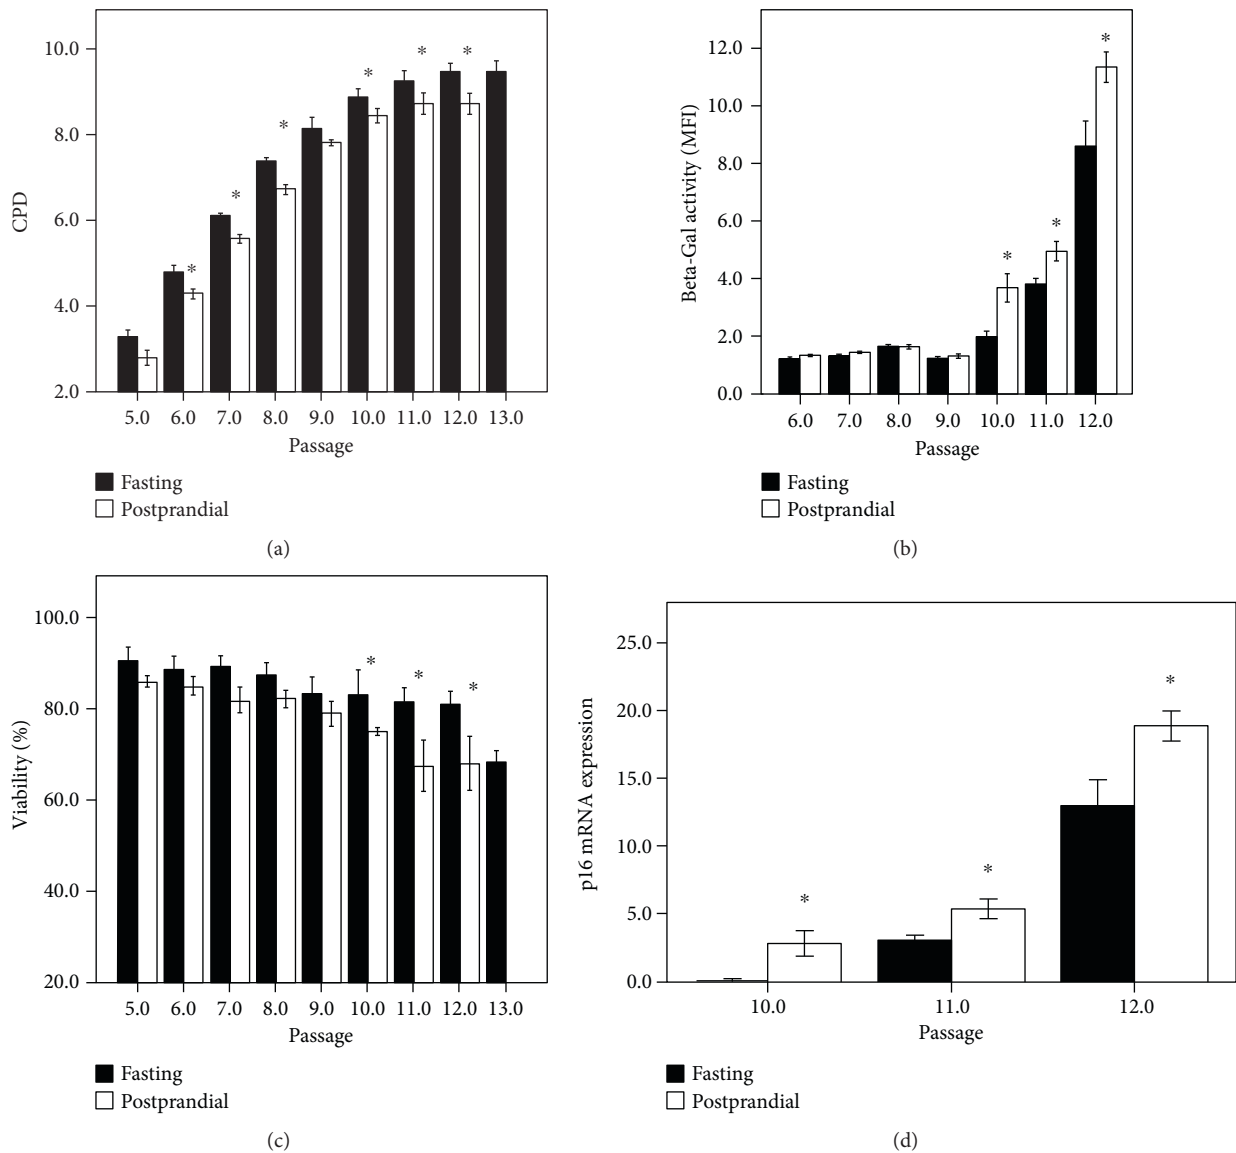 10.0
8.0
6.0
4.0
2.0
CPD
* * * * * * *
5.0 6.0 7.0 8.0 9.0 10.0 11.0 12.0 13.0
Passage
Fasting
Postprandial
(a)
12.0
10.0
8.0
6.0
4.0
2.0
0.0
Beta-Gal activity (MFI)
* * *
6.0 7.0 8.0 9.0 10.0 11.0 12.0
Passage
Fasting
Postprandial
(b)
100.0
80.0
60.0
40.0
20.0
Viability (%)
* * *
5.0 6.0 7.0 8.0 9.0 10.0 11.0 12.0 13.0
Passage
Fasting
Postprandial
(c)
25.0
20.0
15.0
10.0
5.0
0.0
p16 mRNA expression
* * *
10.0 11.0 12.0
Passage
Fasting
Postprandial
(d)